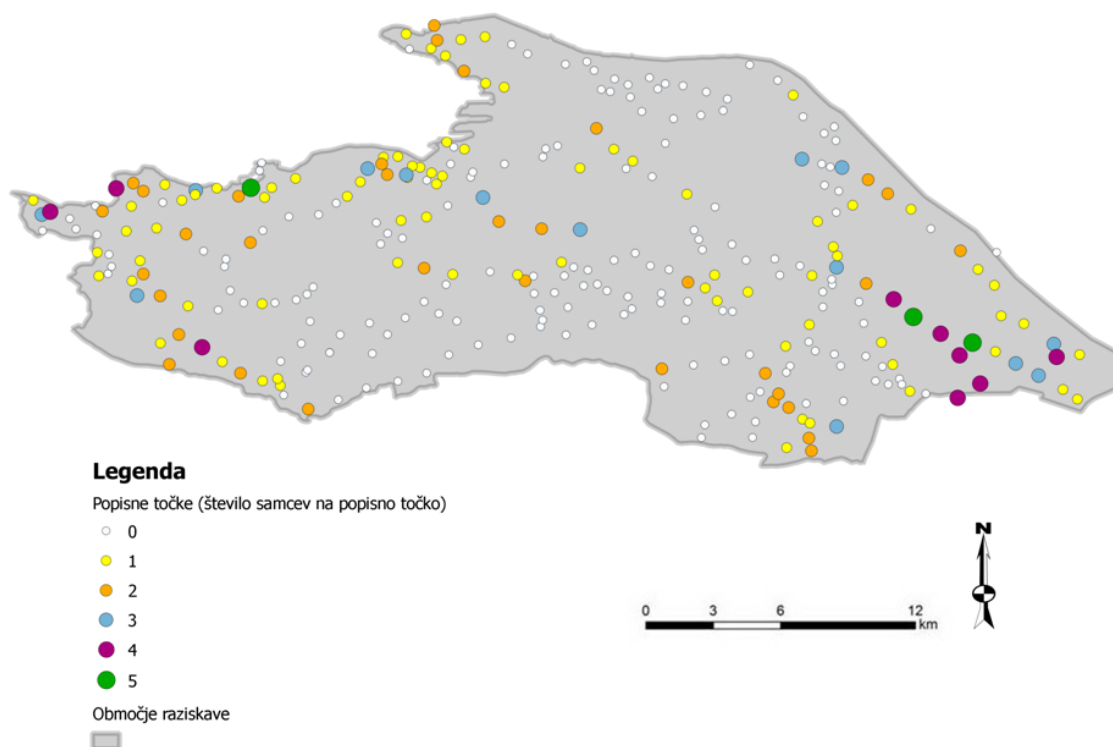 Legenda
Popisne točke (število samcev na popisno točko)
0
1
2
3
4
5
Območje raziskave
N
0 3 6 12
km